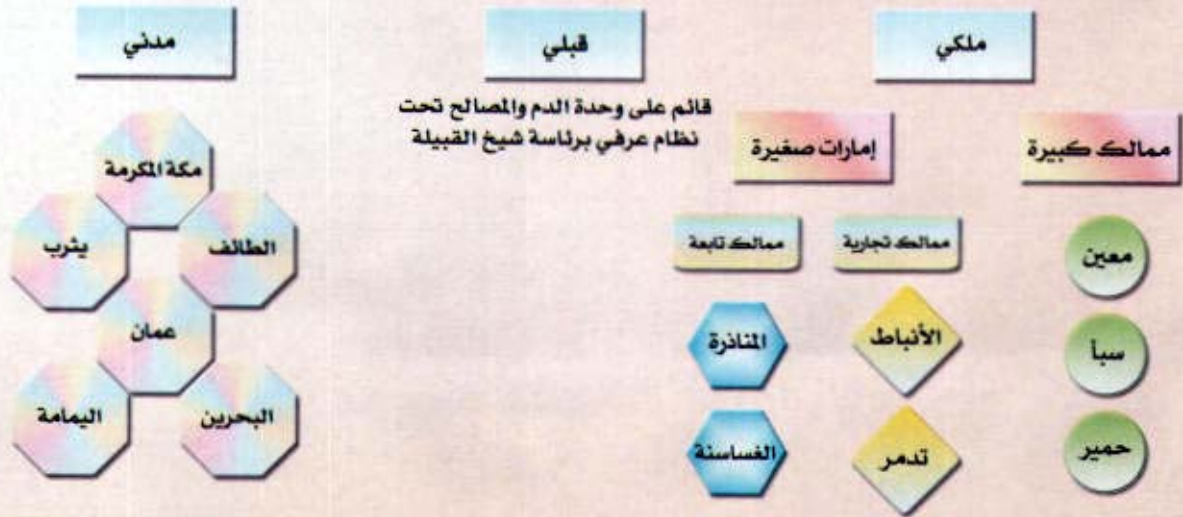 ملكي
قبلي
مدني
قائم على وحدة الدم والمصالح تحت
نظام عرفي برئاسة شيخ القبيلة
ممالك كبيرة
إمارات صغيرة
معين
سبأ
حمير
ممالك تجارية
ممالك تابعة
الأنباط
تدمر
المناذرة
الغساسنة
مكة المكرمة
الطائف
يثرب
عمان
البحرين
اليمامة